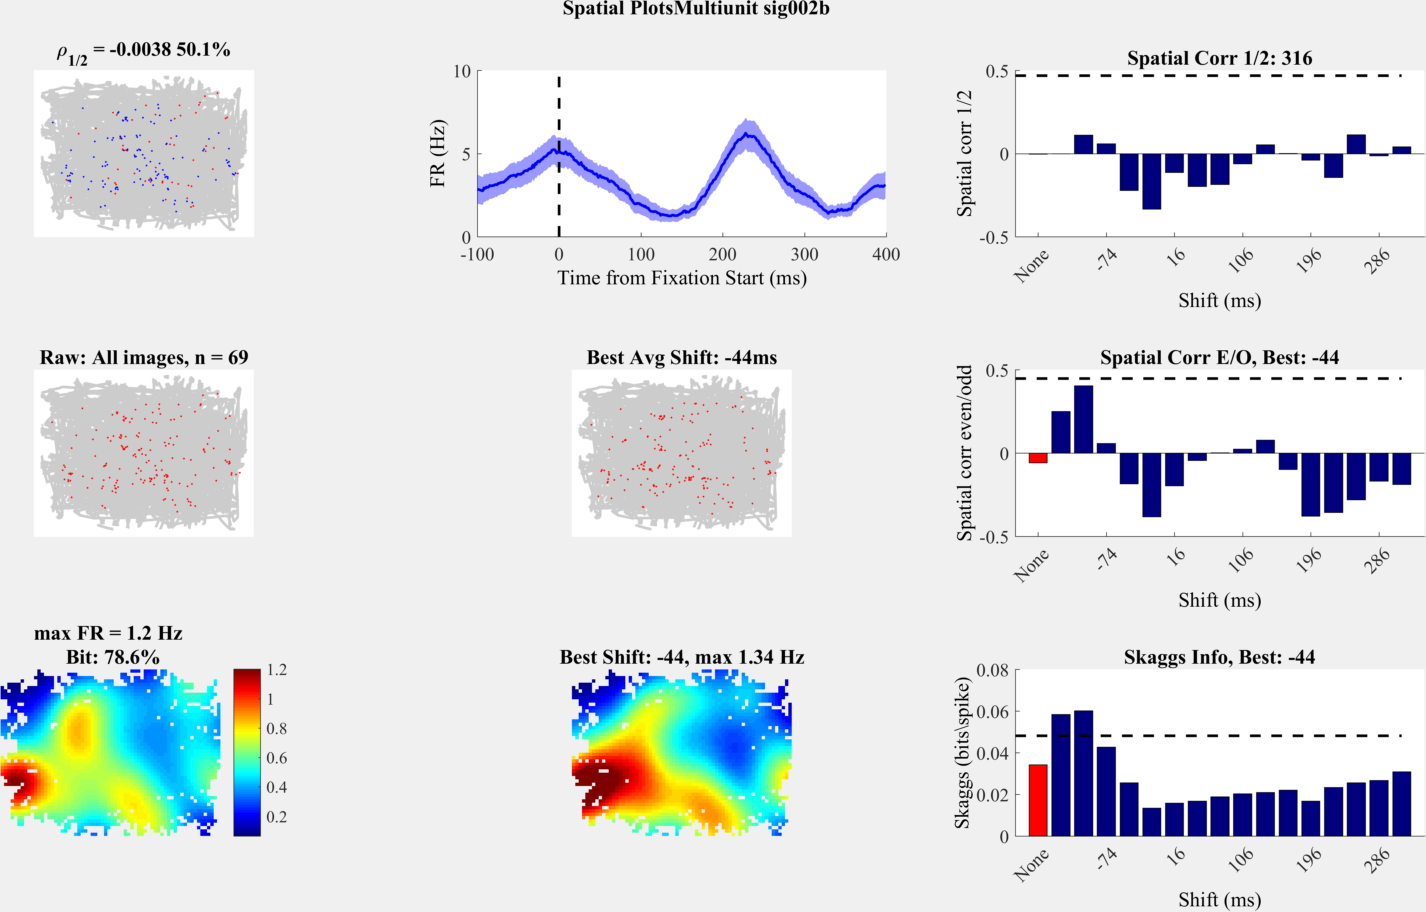 Spatial PlotsMultiunit sig002b
ρ1/2 = -0.0038 50.1%
10
5
0
FR (Hz)
-100
0
100
200
300
400
Time from Fixation Start (ms)
Spatial Corr 1/2: 316
0.5
0
-0.5
Spatial corr 1/2
None
-74
16
106
196
286
Shift (ms)
Raw: All images, n = 69
Best Avg Shift: -44ms
Spatial Corr E/O, Best: -44
0.5
0
-0.5
Spatial corr even/odd
None
-74
16
106
196
286
Shift (ms)
max FR = 1.2 Hz
Bit: 78.6%
1.2
1
0.8
0.6
0.4
0.2
Best Shift: -44, max 1.34 Hz
Skaggs Info, Best: -44
0.08
0.06
0.04
0.02
0
Skaggs (bits\spike)
None
-74
16
106
196
286
Shift (ms)